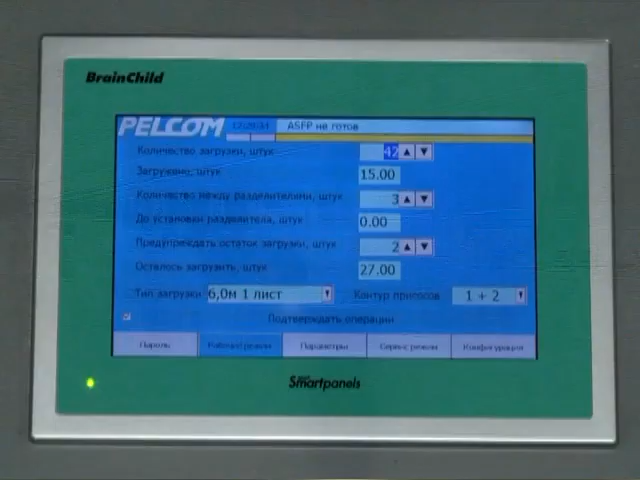 BrainChild
PELCOM
ASFP не готов
Количество загрузки, штук 42
Загружено, штук 15.00
Количество между разделителями, штук 3
До установки разделителя, штук 0.00
Предупреждать остаток загрузки, штук 2
Осталось загрузить, штук 27.00
Тип загрузки 6,0м 1 лист Контур присосов 1 + 2
Подтверждать операции
Пароль Рабочий режим Параметры Сервис режим Конфигурация
Smartpanels